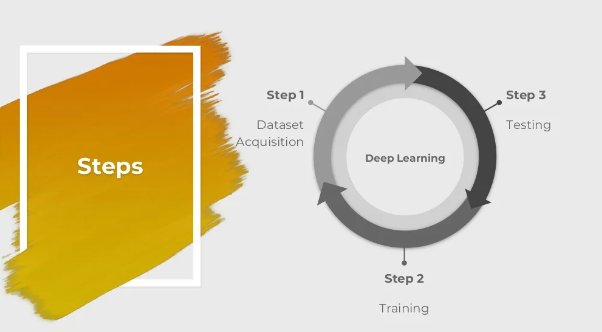 Steps
Step 1
Dataset
Acquisition
Deep Learning
Step 3
Testing
Step 2
Training